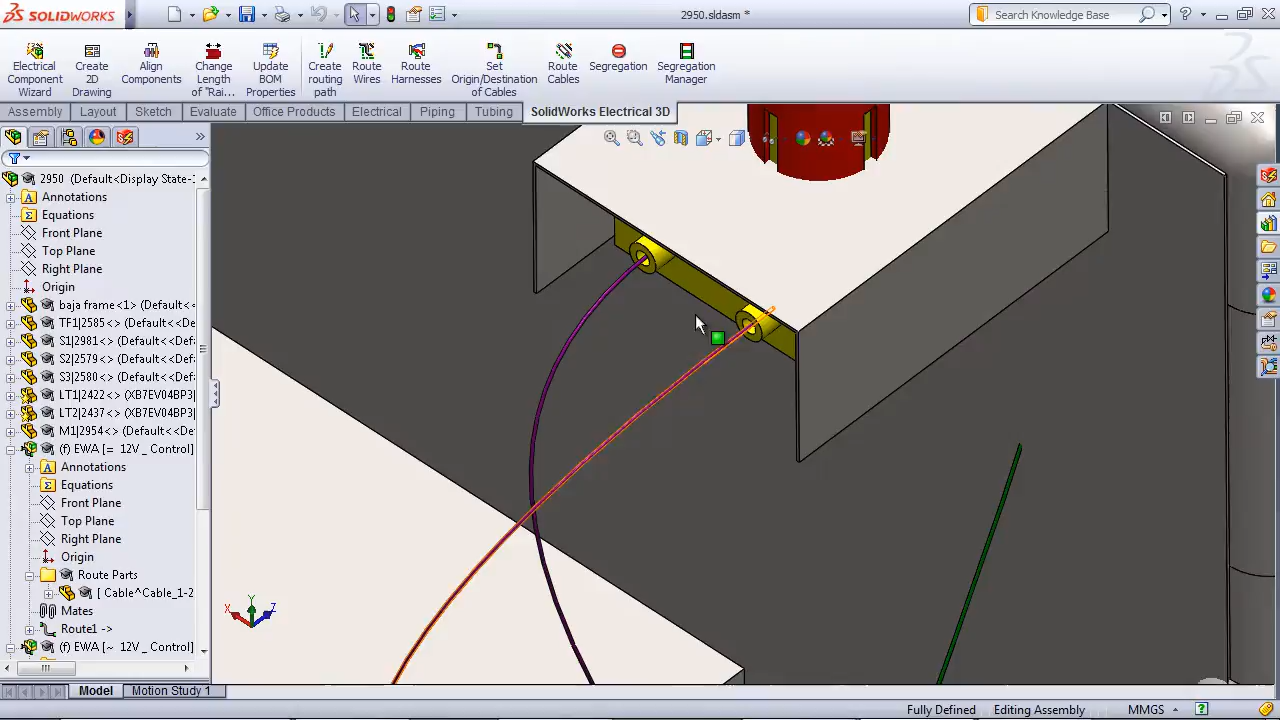 SOLIDWORKS
2950.sldasm *
Search Knowledge Base
Electrical Component Wizard
Create 2D Drawing
Align Components
Change Length of "Rai...
Update BOM Properties
Create routing path
Route Wires
Route Harnesses
Set Origin/Destination of Cables
Route Cables
Segregation
Segregation Manager
Assembly
Layout
Sketch
Evaluate
Office Products
Electrical
Piping
Tubing
SolidWorks Electrical 3D
2950 (Default<Display State-
Annotations
Equations
Front Plane
Top Plane
Right Plane
Origin
baja frame<1> (Default<
TF1|2585<> (Default<<De
S1|2981<> (Default<<Def
S2|2579<> (Default<<Def
S3|2580<> (Default<<Def
LT1|2422<> (XB7EV04BP3|
LT2|2437<> (XB7EV04BP3|
M1|2954<> (Default<<De
(f) EWA [= 12V _ Control]
Annotations
Equations
Front Plane
Top Plane
Right Plane
Origin
Route Parts
[ Cable^Cable_1-2
Mates
Route1 ->
(f) EWA [~ 12V _ Control]
Y
X
Z
Model
Motion Study 1
Fully Defined
Editing Assembly
MMGS